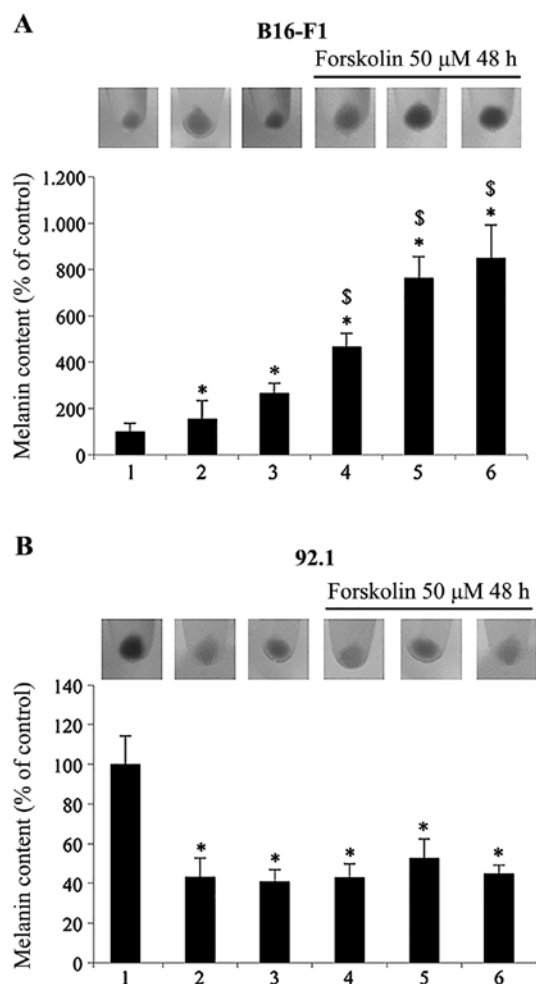 A
B16-F1
Forskolin 50 μM 48 h
Melanin content (% of control)
1.200
1.000
800
600
400
200
0
* * $ * $ * $ *
1 2 3 4 5 6
B
92.1
Forskolin 50 μM 48 h
Melanin content (% of control)
140
120
100
80
60
40
20
0
* * * * *
1 2 3 4 5 6